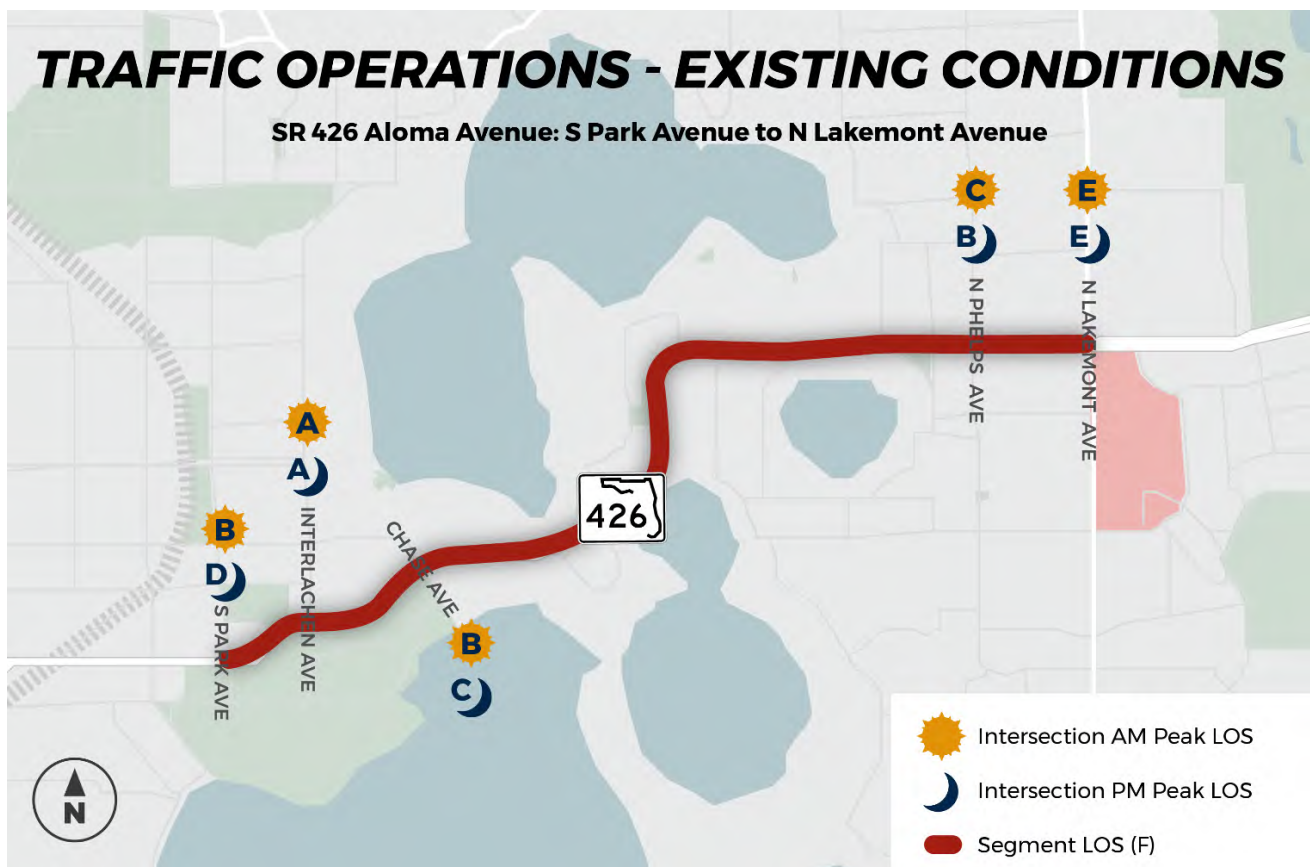 TRAFFIC OPERATIONS - EXISTING CONDITIONS
SR 426 Aloma Avenue: S Park Avenue to N Lakemont Avenue
C
B
N PHELPS AVE
E
E
N LAKEMONT AVE
A
A
INTERLACHEN AVE
B
D
S PARK AVE
CHASE AVE
B
C
426
N
Intersection AM Peak LOS
Intersection PM Peak LOS
Segment LOS (F)